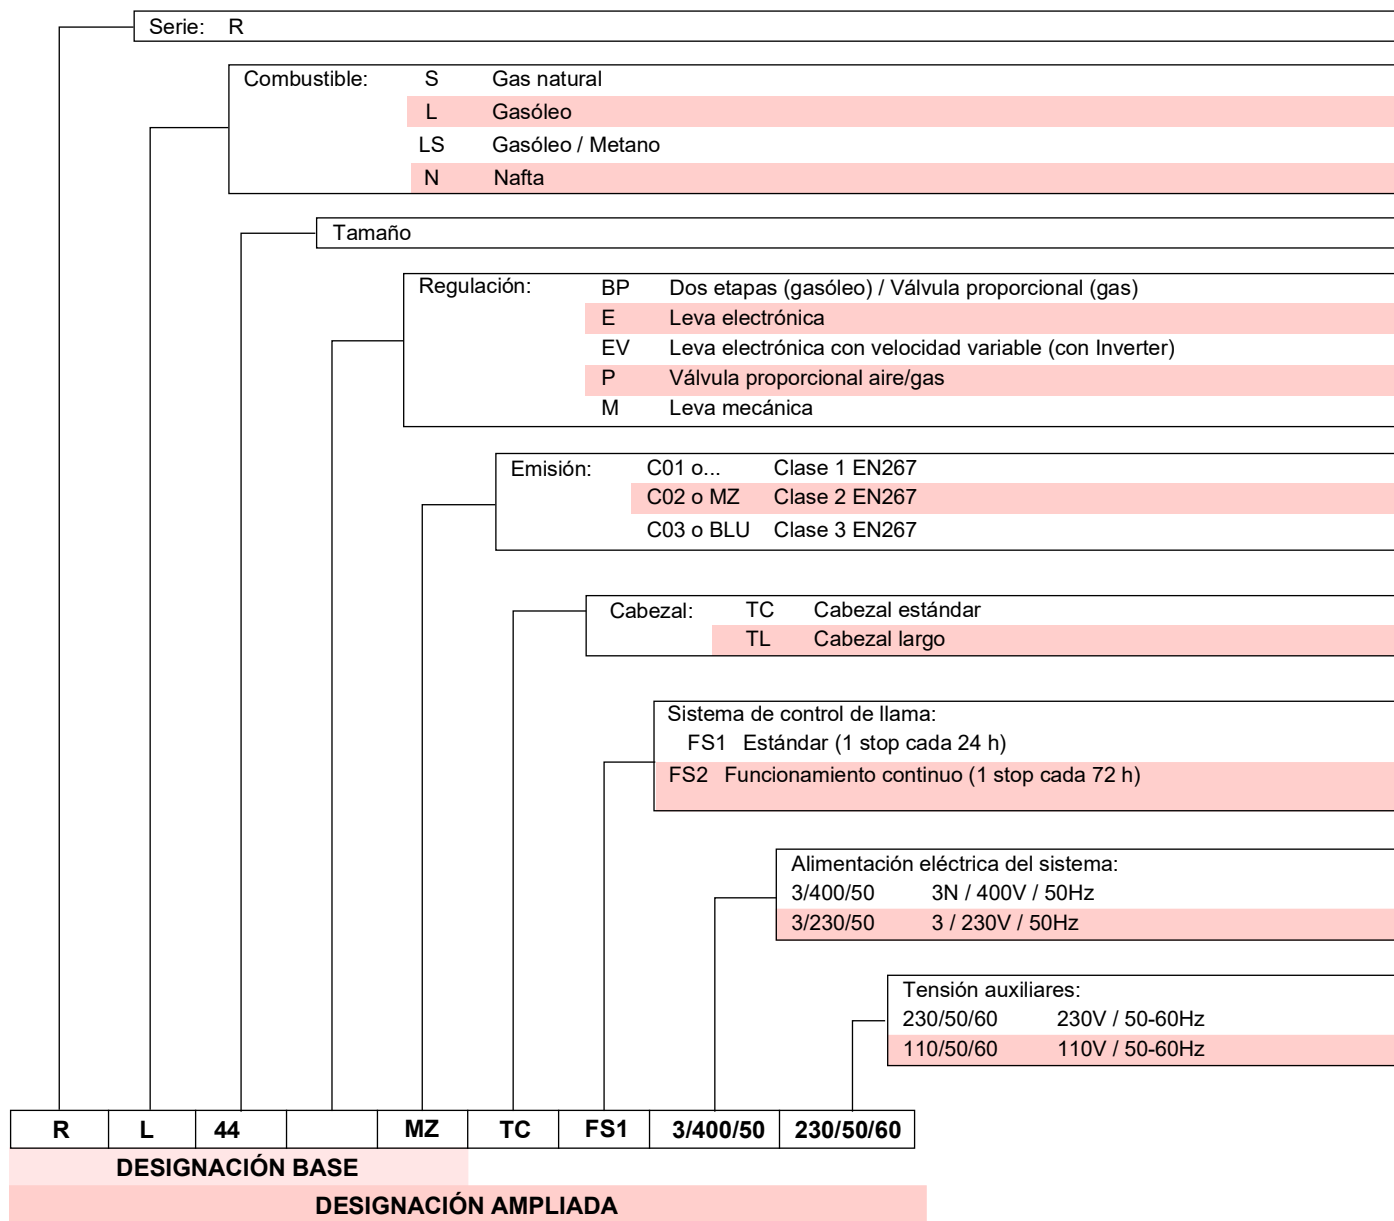 Serie: R
Combustible: S Gas natural
L Gasóleo
LS Gasóleo / Metano
N Nafta
Tamaño
Regulación: BP Dos etapas (gasóleo) / Válvula proporcional (gas)
E Leva electrónica
EV Leva electrónica con velocidad variable (con Inverter)
P Válvula proporcional aire/gas
M Leva mecánica
Emisión: C01 o... Clase 1 EN267
C02 o MZ Clase 2 EN267
C03 o BLU Clase 3 EN267
Cabezal: TC Cabezal estándar
TL Cabezal largo
Sistema de control de llama:
FS1 Estándar (1 stop cada 24 h)
FS2 Funcionamiento continuo (1 stop cada 72 h)
Alimentación eléctrica del sistema:
3/400/50 3N / 400V / 50Hz
3/230/50 3 / 230V / 50Hz
Tensión auxiliares:
230/50/60 230V / 50-60Hz
110/50/60 110V / 50-60Hz
R L 44 MZ TC FS1 3/400/50 230/50/60
DESIGNACIÓN BASE
DESIGNACIÓN AMPLIADA